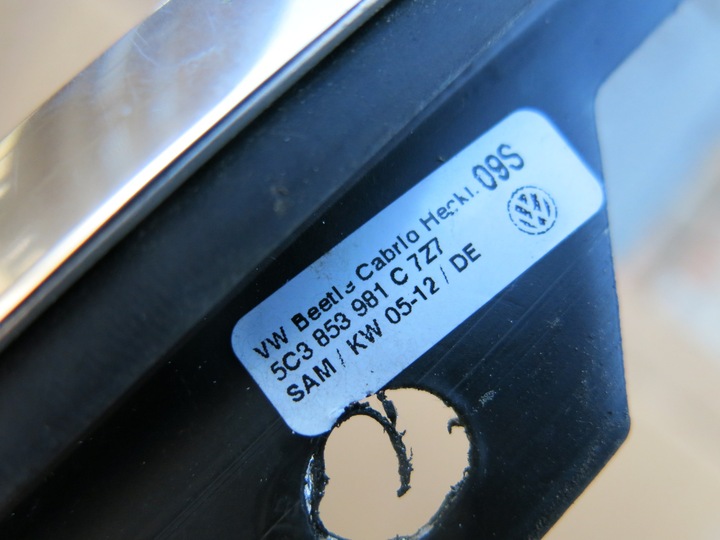 VW Beetle Cabrio Heckl. 09S
5C3 853 981 C 7Z7
SAM / KW 05-12 / DE